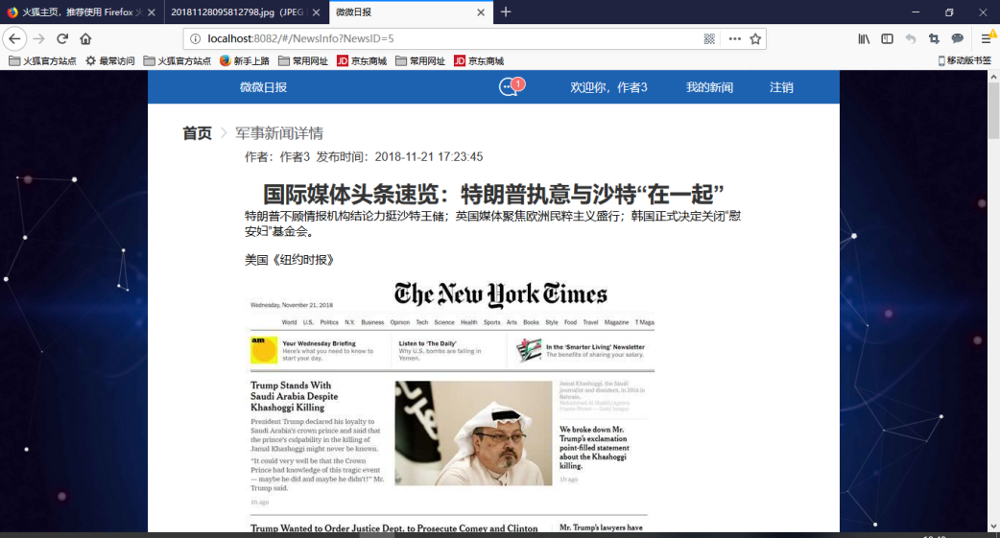 火狐主页，推荐使用 Firefox 火
20181128095812798.jpg（JPEG
微微日报
localhost:8082/#/NewsInfo?NewsID=5
火狐官方站点 最常访问 火狐官方站点 新手上路 常用网址 JD 京东商城 常用网址 JD 京东商城 移动版书签
微微日报 1 欢迎你，作者3 我的新闻 注销
首页 > 军事新闻详情
作者：作者3 发布时间：2018-11-21 17:23:45
国际媒体头条速览：特朗普执意与沙特“在一起”
特朗普不顾情报机构结论力挺沙特王储；英国媒体聚焦欧洲民粹主义盛行；韩国正式决定关闭“慰
安妇”基金会。
美国《纽约时报》
The New York Times
Wednesday, November 21, 2018
World U.S. Politics N.Y. Business Opinion Tech Science Health Sports Arts Books Style Food Travel Magazine T Maga
am
Your Wednesday Briefing
Here's what you need to know to
start your day.
Listen to 'The Daily'
Why U.S. bombs are falling in
Yemen.
In the 'Smarter Living' Newsletter
The benefits of sharing your salary.
Trump Stands With
Saudi Arabia Despite
Khashoggi Killing
President Trump declared his loyalty to
Saudi Arabia's crown prince and said that
the prince's culpability in the killing of
Jamal Khashoggi might never be known.
“It could very well be that the Crown
Prince had knowledge of this tragic event
— maybe he did and maybe he didn't!” Mr.
Trump said.
1h ago
Jamal Khashoggi, the Saudi
journalist and dissident, in 2014 in
Bahrain.
We broke down Mr.
Trump's exclamation
point-filled statement
about the Khashoggi
killing.
1h ago
Trump Wanted to Order Justice Dept. to Prosecute Comey and Clinton
Mr. Trump's lawyers have